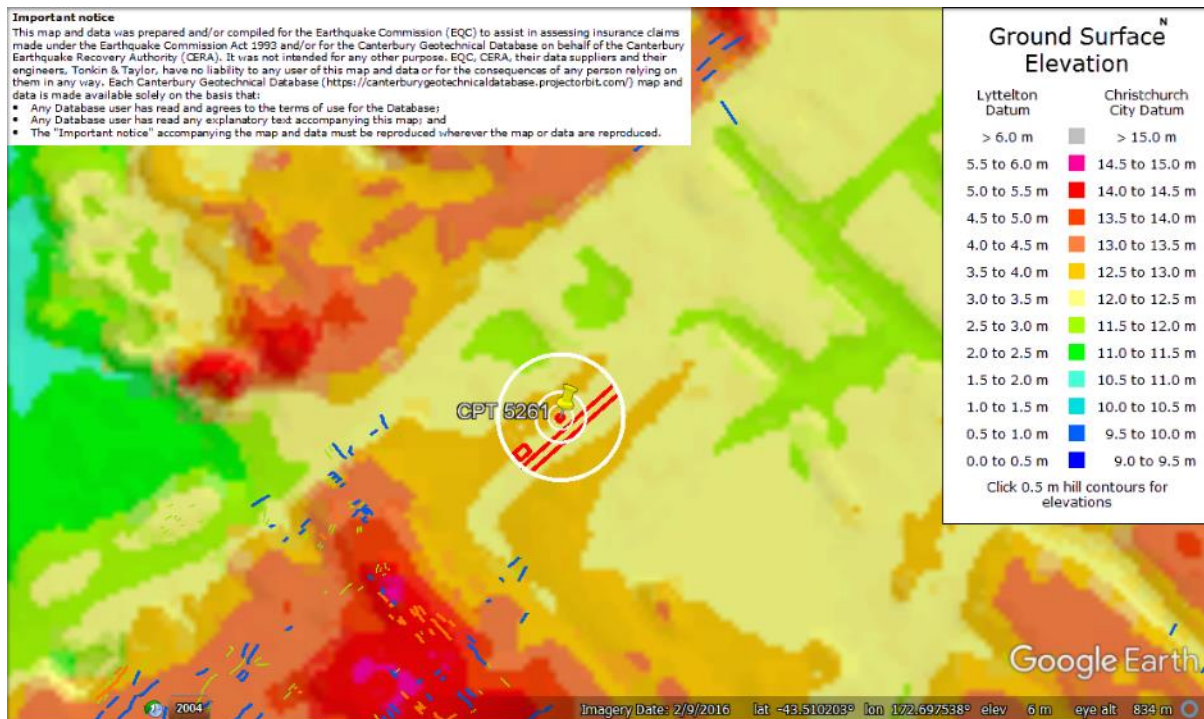 Important notice
This map and data was prepared and/or compiled for the Earthquake Commission (EQC) to assist in assessing insurance claims
made under the Earthquake Commission Act 1993 and/or for the Canterbury Geotechnical Database on behalf of the Canterbury
Earthquake Recovery Authority (CERA). It was not intended for any other purpose. EQC, CERA, their data suppliers and their
engineers, Tonkin & Taylor, have no liability to any user of this map and data or for the consequences of any person relying on
them in any way. Each Canterbury Geotechnical Database (https://canterburygeotechnicaldatabase.projectorbit.com/) map and
data is made available solely on the basis that:
• Any Database user has read and agrees to the terms of use for the Database;
• Any Database user has read any explanatory text accompanying this map; and
• The "Important notice" accompanying the map and data must be reproduced wherever the map or data are reproduced.
N
Ground Surface
Elevation
Lyttelton Christchurch
Datum City Datum
> 6.0 m > 15.0 m
5.5 to 6.0 m 14.5 to 15.0 m
5.0 to 5.5 m 14.0 to 14.5 m
4.5 to 5.0 m 13.5 to 14.0 m
4.0 to 4.5 m 13.0 to 13.5 m
3.5 to 4.0 m 12.5 to 13.0 m
3.0 to 3.5 m 12.0 to 12.5 m
2.5 to 3.0 m 11.5 to 12.0 m
2.0 to 2.5 m 11.0 to 11.5 m
1.5 to 2.0 m 10.5 to 11.0 m
1.0 to 1.5 m 10.0 to 10.5 m
0.5 to 1.0 m 9.5 to 10.0 m
0.0 to 0.5 m 9.0 to 9.5 m
Click 0.5 m hill contours for
elevations
CPT 5261
Google Earth
2004 Imagery Date: 2/9/2016 lat -43.510203° lon 172.697538° elev 6 m eye alt 834 m